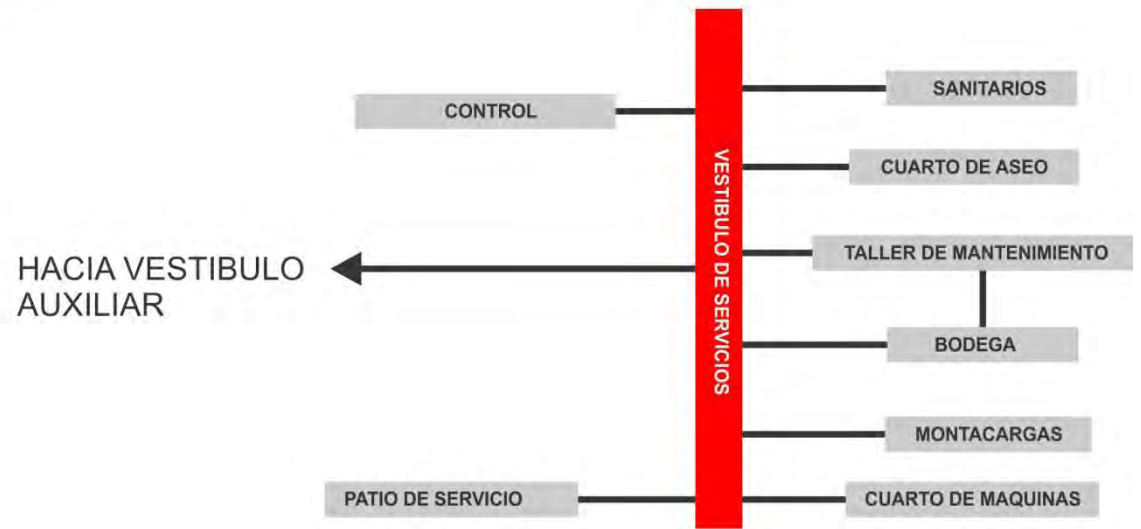 SANITARIOS
CONTROL
CUARTO DE ASEO
VESTIBULO DE SERVICIOS
TALLER DE MANTENIMIENTO
HACIA VESTIBULO
AUXILIAR
BODEGA
MONTACARGAS
PATIO DE SERVICIO
CUARTO DE MAQUINAS